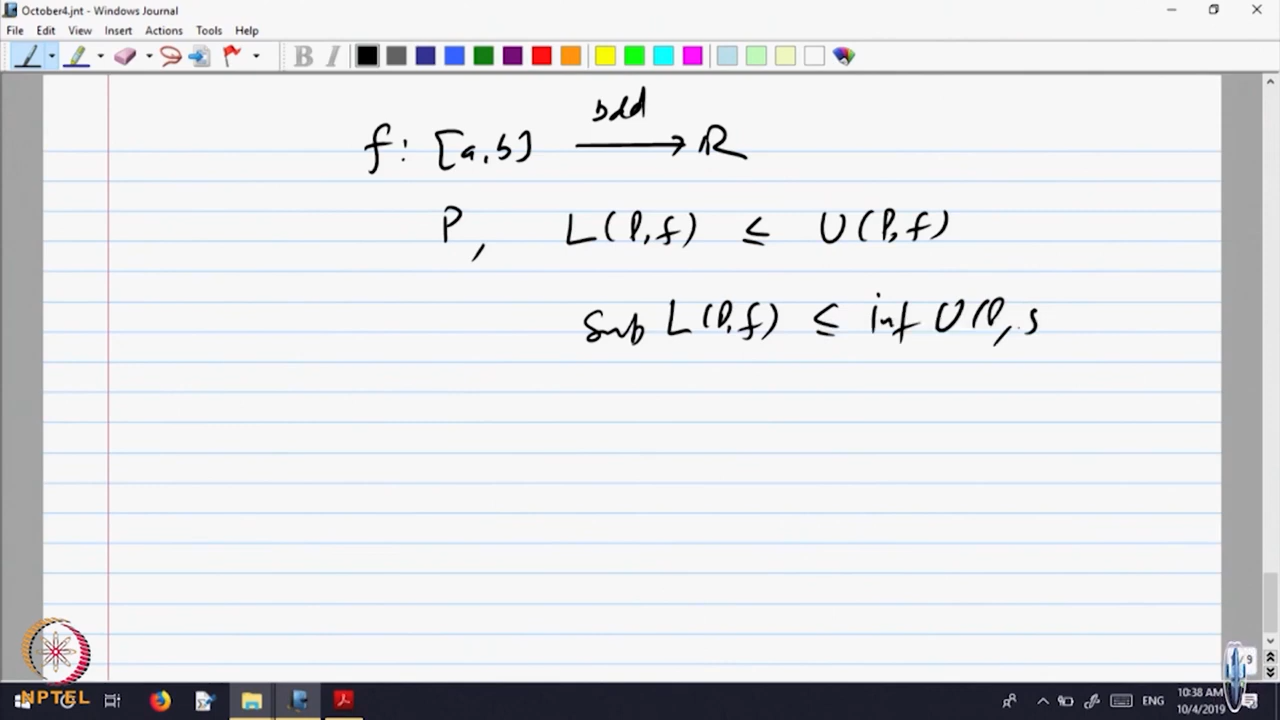 October4.jnt - Windows Journal
File Edit View Insert Actions Tools Help
B I
bdd
f: [a,b] → R
P, L(P,f) ≤ U(P,f)
Sup L(P,f) ≤ inf U(P,
NPTEL
9
ENG
10:38 AM
10/4/2019